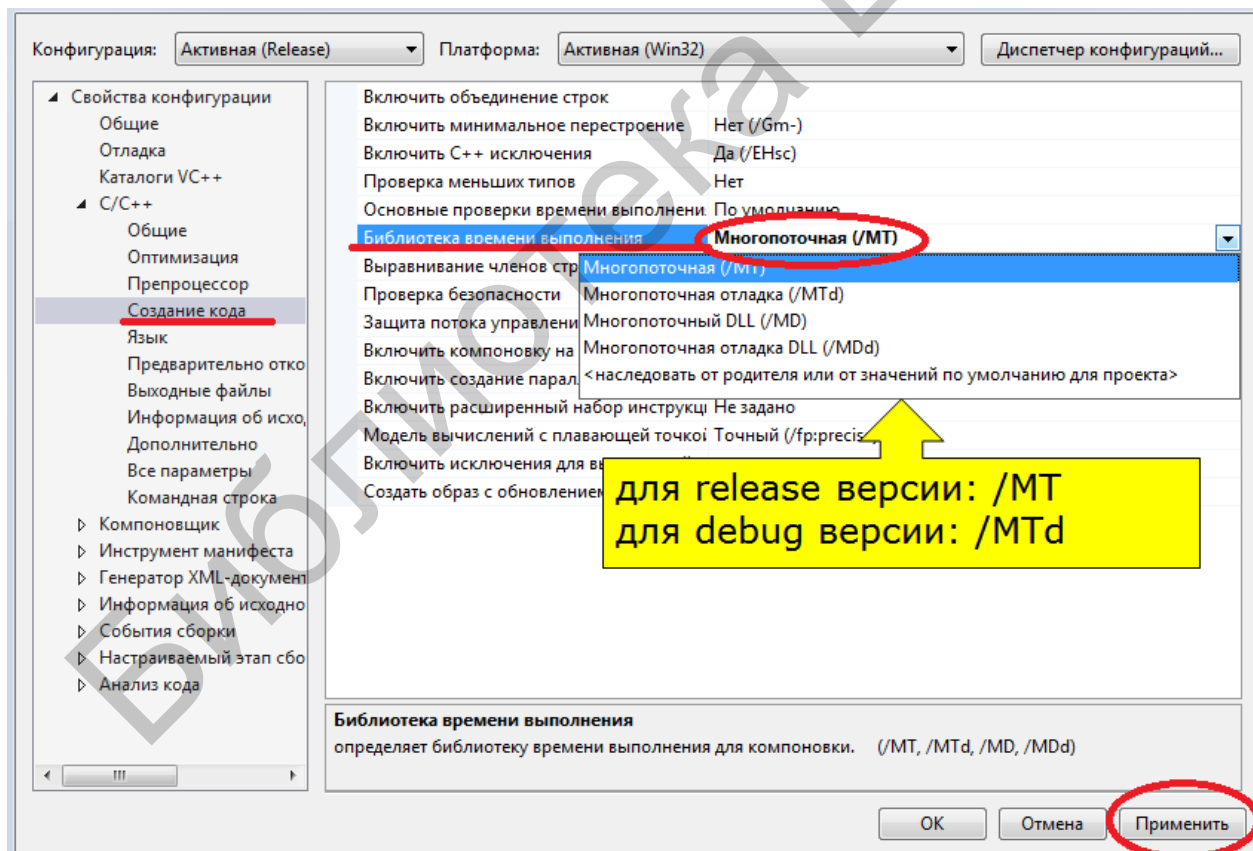 Конфигурация: Активная (Release) Платформа: Активная (Win32) Диспетчер конфигураций...
Свойства конфигурации
Общие
Отладка
Каталоги VC++
C/C++
Общие
Оптимизация
Препроцессор
Создание кода
Язык
Предварительно отко
Выходные файлы
Информация об исхо
Дополнительно
Все параметры
Командная строка
Компоновщик
Инструмент манифеста
Генератор XML-документ
Информация об исходно
События сборки
Настраиваемый этап сбо
Анализ кода
Включить объединение строк
Включить минимальное перестроение Нет (/Gm-)
Включить C++ исключения Да (/EHsc)
Проверка меньших типов Нет
Основные проверки времени выполнени По умолчанию
Библиотека времени выполнения Многопоточная (/MT)
Выравнивание членов стр
Проверка безопасности
Защита потока управлени
Включить компоновку на
Включить создание парал
Включить расширенный набор инструкц Не задано
Модель вычислений с плавающей точкой Точный (/fp:precis
Включить исключения для вы
Создать образ с обновлением
Многопоточная (/MT)
Многопоточная отладка (/MTd)
Многопоточный DLL (/MD)
Многопоточная отладка DLL (/MDd)
<наследовать от родителя или от значений по умолчанию для проекта>
для release версии: /MT
для debug версии: /MTd
Библиотека времени выполнения
определяет библиотеку времени выполнения для компоновки. (/MT, /MTd, /MD, /MDd)
OK Отмена Применить
Библиотека